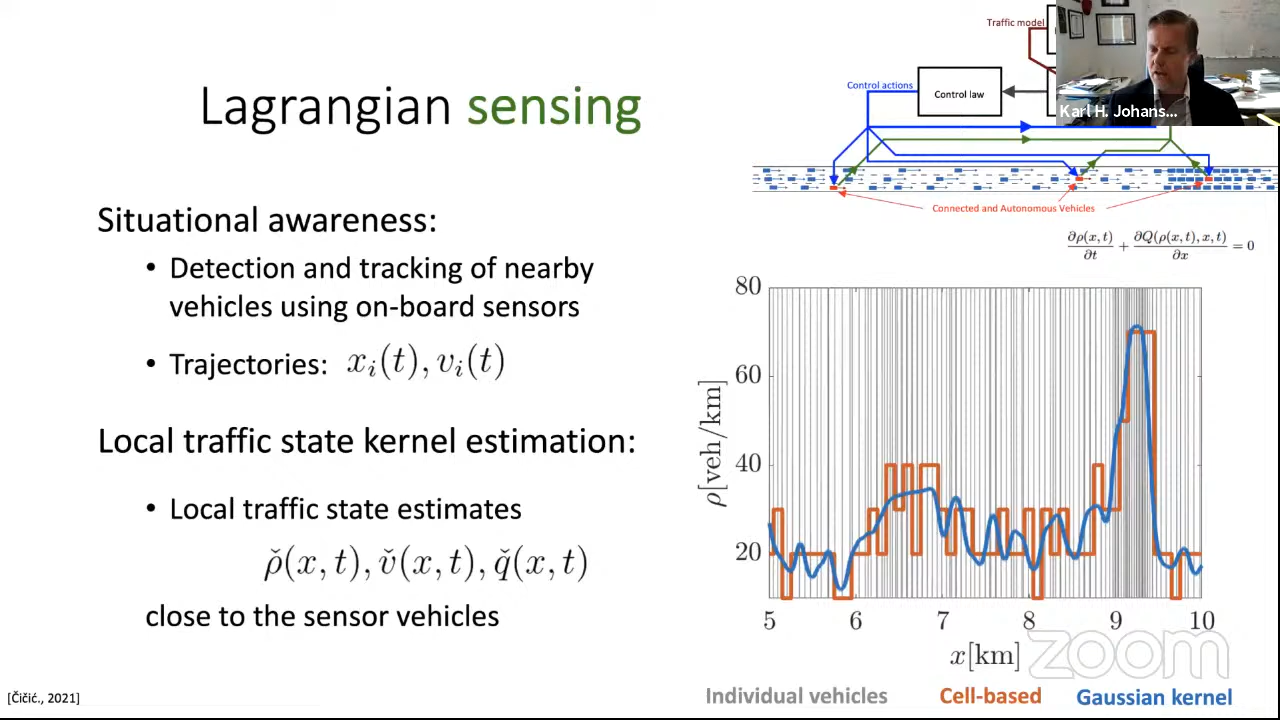 Traffic model
Control actions
Control law
Karl H. Johans...
Connected and Autonomous Vehicles
Lagrangian sensing
Situational awareness:
• Detection and tracking of nearby
vehicles using on-board sensors
• Trajectories: x_i(t), v_i(t)
Local traffic state kernel estimation:
• Local traffic state estimates
ρ̌(x, t), v̌(x, t), q̌(x, t)
close to the sensor vehicles
[Čičić., 2021]
∂ρ(x,t)/∂t + ∂Q(ρ(x,t),x,t)/∂x = 0
80
60
40
20
ρ[veh/km]
5 6 7 8 9 10
x[km]
zoom
Individual vehicles Cell-based Gaussian kernel